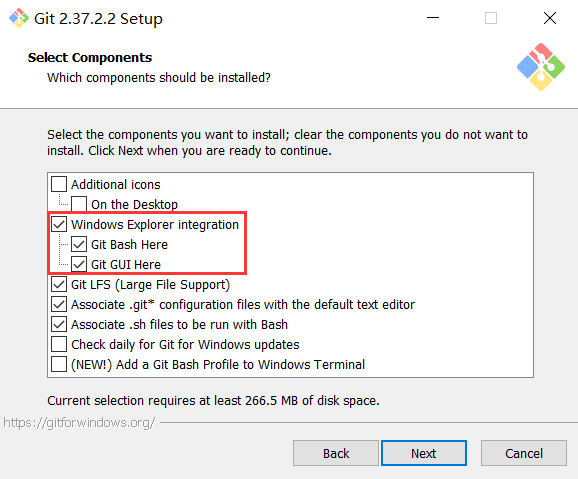 Git 2.37.2.2 Setup
Select Components
Which components should be installed?
Select the components you want to install; clear the components you do not want to
install. Click Next when you are ready to continue.
Additional icons
On the Desktop
Windows Explorer integration
Git Bash Here
Git GUI Here
Git LFS (Large File Support)
Associate .git* configuration files with the default text editor
Associate .sh files to be run with Bash
Check daily for Git for Windows updates
(NEW!) Add a Git Bash Profile to Windows Terminal
Current selection requires at least 266.5 MB of disk space.
https://gitforwindows.org/
Back
Next
Cancel